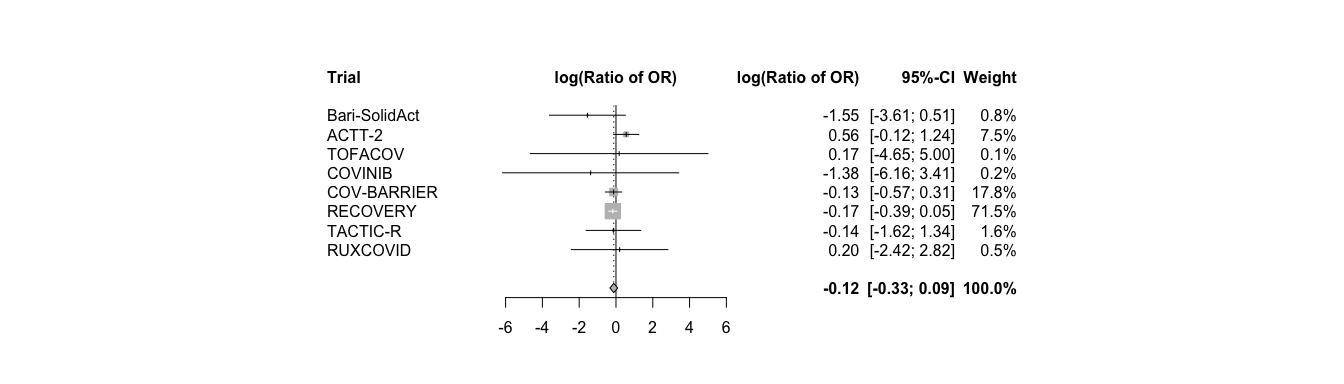 Trial log(Ratio of OR) log(Ratio of OR) 95%-CI Weight
Bari-SolidAct -1.55 [-3.61; 0.51] 0.8%
ACTT-2 0.56 [-0.12; 1.24] 7.5%
TOFACOV 0.17 [-4.65; 5.00] 0.1%
COVINIB -1.38 [-6.16; 3.41] 0.2%
COV-BARRIER -0.13 [-0.57; 0.31] 17.8%
RECOVERY -0.17 [-0.39; 0.05] 71.5%
TACTIC-R -0.14 [-1.62; 1.34] 1.6%
RUXCOVID 0.20 [-2.42; 2.82] 0.5%
-0.12 [-0.33; 0.09] 100.0%
-6 -4 -2 0 2 4 6